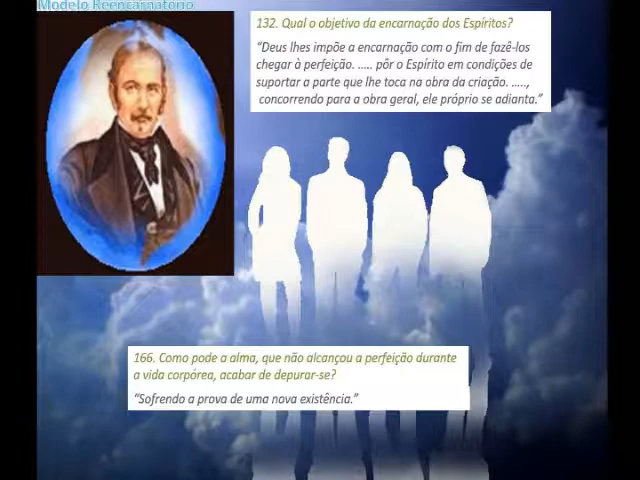 Modelo Reencarnatório
132. Qual o objetivo da encarnação dos Espíritos?
“Deus lhes impõe a encarnação com o fim de fazê-los
chegar à perfeição. ..... pôr o Espírito em condições de
suportar a parte que lhe toca na obra da criação. .....,
concorrendo para a obra geral, ele próprio se adianta.”
166. Como pode a alma, que não alcançou a perfeição durante
a vida corpórea, acabar de depurar-se?
“Sofrendo a prova de uma nova existência.”